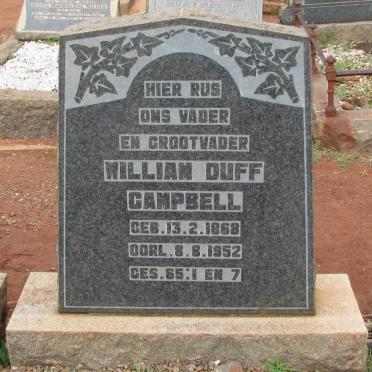 HIER RUS
ONS VADER
EN GROOTVADER
WILLIAM DUFF
CAMPBELL
GEB. 13.2.1868
OORL. 8.8.1952
GES. 65:1 EN 7